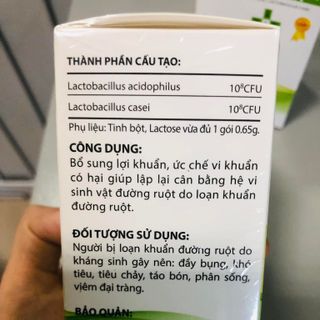 THÀNH PHẦN CẤU TẠO:
Lactobacillus acidophilus 10⁸CFU
Lactobacillus casei 10⁸CFU
Phụ liệu: Tinh bột, Lactose vừa đủ 1 gói 0.65g.
CÔNG DỤNG:
Bổ sung lợi khuẩn, ức chế vi khuẩn
có hại giúp lập lại cân bằng hệ vi
sinh vật đường ruột do loạn khuẩn
đường ruột.
ĐỐI TƯỢNG SỬ DỤNG:
Người bị loạn khuẩn đường ruột do
kháng sinh gây nên: đầy bụng, khó
tiêu, tiêu chảy, táo bón, phân sống,
viêm đại tràng.
BẢO QUẢN: